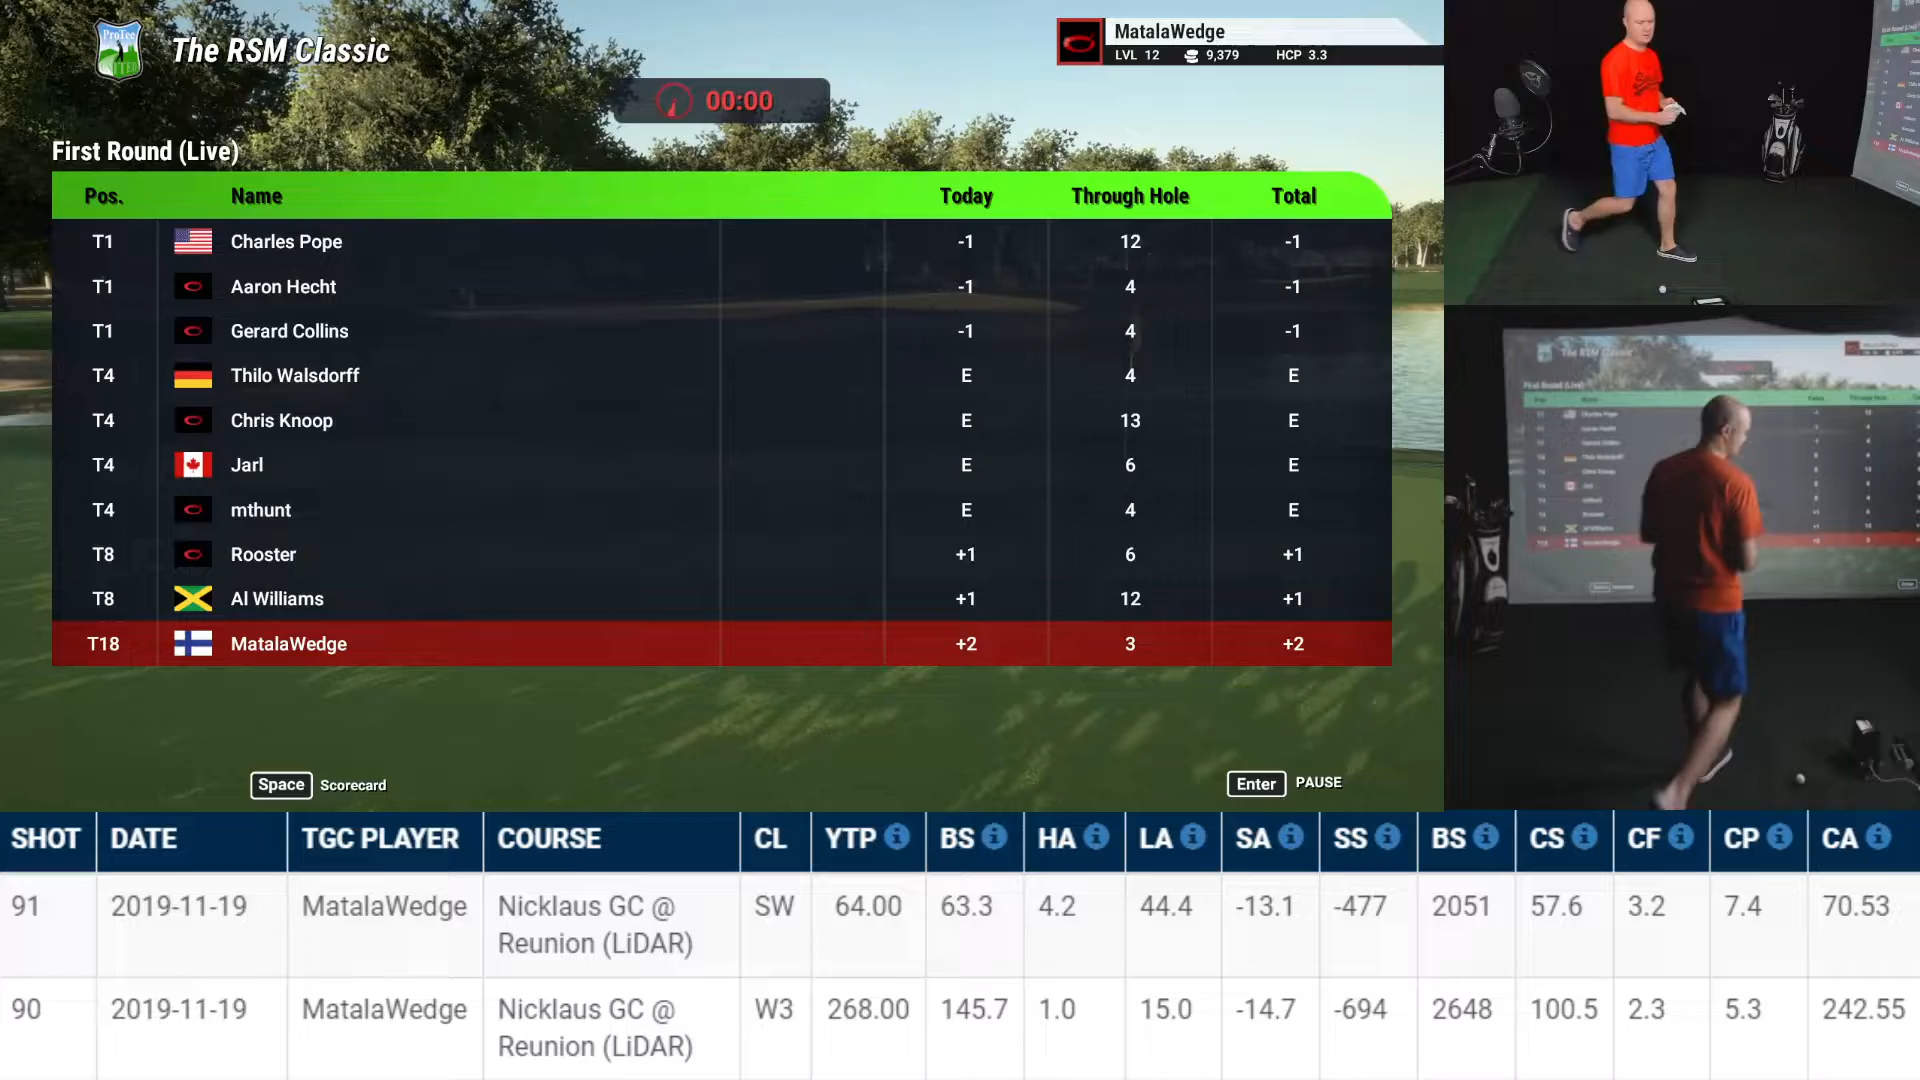 ProTee
UNITED
The RSM Classic
MatalaWedge
LVL 12 9,379 HCP 3.3
00:00
First Round (Live)
Pos. Name Today Through Hole Total
T1 Charles Pope -1 12 -1
T1 Aaron Hecht -1 4 -1
T1 Gerard Collins -1 4 -1
T4 Thilo Walsdorff E 4 E
T4 Chris Knoop E 13 E
T4 Jarl E 6 E
T4 mthunt E 4 E
T8 Rooster +1 6 +1
T8 Al Williams +1 12 +1
T18 MatalaWedge +2 3 +2
Space Scorecard
Enter PAUSE
The RSM Classic
First Round (Live)
SHOT DATE TGC PLAYER COURSE CL YTP BS HA LA SA SS BS CS CF CP CA
91 2019-11-19 MatalaWedge Nicklaus GC @ SW 64.00 63.3 4.2 44.4 -13.1 -477 2051 57.6 3.2 7.4 70.53
Reunion (LiDAR)
90 2019-11-19 MatalaWedge Nicklaus GC @ W3 268.00 145.7 1.0 15.0 -14.7 -694 2648 100.5 2.3 5.3 242.55
Reunion (LiDAR)